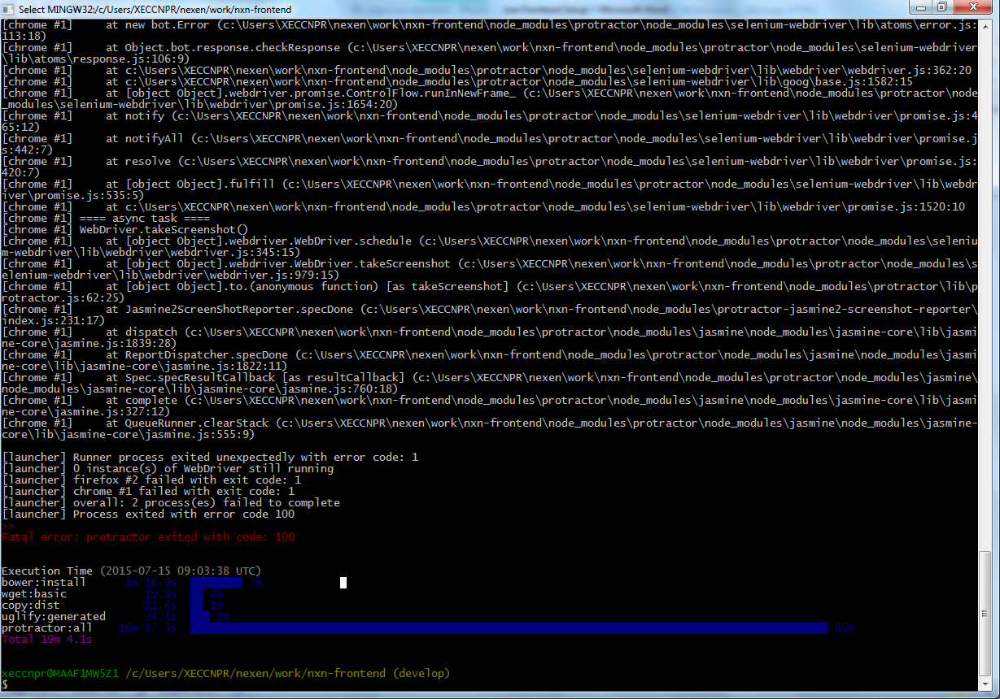 Select MINGW32:/c/Users/XECCNPR/nexen/work/nxn-frontend
[chrome #1]     at new bot.Error (c:\Users\XECCNPR\nexen\work\nxn-frontend\node_modules\protractor\node_modules\selenium-webdriver\lib\atoms\error.js:
113:18)
[chrome #1]     at Object.bot.response.checkResponse (c:\Users\XECCNPR\nexen\work\nxn-frontend\node_modules\protractor\node_modules\selenium-webdriver
\lib\atoms\response.js:106:9)
[chrome #1]     at c:\Users\XECCNPR\nexen\work\nxn-frontend\node_modules\protractor\node_modules\selenium-webdriver\lib\webdriver\webdriver.js:362:20
[chrome #1]     at c:\Users\XECCNPR\nexen\work\nxn-frontend\node_modules\protractor\node_modules\selenium-webdriver\lib\goog\base.js:1582:15
[chrome #1]     at [object Object].webdriver.promise.ControlFlow.runInNewFrame_ (c:\Users\XECCNPR\nexen\work\nxn-frontend\node_modules\protractor\node
_modules\selenium-webdriver\lib\webdriver\promise.js:1654:20)
[chrome #1]     at notify (c:\Users\XECCNPR\nexen\work\nxn-frontend\node_modules\protractor\node_modules\selenium-webdriver\lib\webdriver\promise.js:4
65:12)
[chrome #1]     at notifyAll (c:\Users\XECCNPR\nexen\work\nxn-frontend\node_modules\protractor\node_modules\selenium-webdriver\lib\webdriver\promise.j
s:442:7)
[chrome #1]     at resolve (c:\Users\XECCNPR\nexen\work\nxn-frontend\node_modules\protractor\node_modules\selenium-webdriver\lib\webdriver\promise.js:
420:7)
[chrome #1]     at [object Object].fulfill (c:\Users\XECCNPR\nexen\work\nxn-frontend\node_modules\protractor\node_modules\selenium-webdriver\lib\webdr
iver\promise.js:535:5)
[chrome #1]     at c:\Users\XECCNPR\nexen\work\nxn-frontend\node_modules\protractor\node_modules\selenium-webdriver\lib\webdriver\promise.js:1520:10
[chrome #1] ==== async task ====
[chrome #1] WebDriver.takeScreenshot()
[chrome #1]     at [object Object].webdriver.WebDriver.schedule (c:\Users\XECCNPR\nexen\work\nxn-frontend\node_modules\protractor\node_modules\seleniu
m-webdriver\lib\webdriver\webdriver.js:345:15)
[chrome #1]     at [object Object].webdriver.WebDriver.takeScreenshot (c:\Users\XECCNPR\nexen\work\nxn-frontend\node_modules\protractor\node_modules\s
elenium-webdriver\lib\webdriver\webdriver.js:979:15)
[chrome #1]     at [object Object].to.(anonymous function) [as takeScreenshot] (c:\Users\XECCNPR\nexen\work\nxn-frontend\node_modules\protractor\lib\p
rotractor.js:62:25)
[chrome #1]     at Jasmine2ScreenShotReporter.specDone (c:\Users\XECCNPR\nexen\work\nxn-frontend\node_modules\protractor-jasmine2-screenshot-reporter\
index.js:231:17)
[chrome #1]     at dispatch (c:\Users\XECCNPR\nexen\work\nxn-frontend\node_modules\protractor\node_modules\jasmine\node_modules\jasmine-core\lib\jasmi
ne-core\jasmine.js:1839:28)
[chrome #1]     at ReportDispatcher.specDone (c:\Users\XECCNPR\nexen\work\nxn-frontend\node_modules\protractor\node_modules\jasmine\node_modules\jasmi
ne-core\lib\jasmine-core\jasmine.js:1822:11)
[chrome #1]     at Spec.specResultCallback [as resultCallback] (c:\Users\XECCNPR\nexen\work\nxn-frontend\node_modules\protractor\node_modules\jasmine\
node_modules\jasmine-core\lib\jasmine-core\jasmine.js:760:18)
[chrome #1]     at complete (c:\Users\XECCNPR\nexen\work\nxn-frontend\node_modules\protractor\node_modules\jasmine\node_modules\jasmine-core\lib\jasmi
ne-core\jasmine.js:327:12)
[chrome #1]     at QueueRunner.clearStack (c:\Users\XECCNPR\nexen\work\nxn-frontend\node_modules\protractor\node_modules\jasmine\node_modules\jasmine-
core\lib\jasmine-core\jasmine.js:555:9)
[launcher] Runner process exited unexpectedly with error code: 1
[launcher] 0 instance(s) of WebDriver still running
[launcher] firefox #2 failed with exit code: 1
[launcher] chrome #1 failed with exit code: 1
[launcher] overall: 2 process(es) failed to complete
[launcher] Process exited with error code 100
>>
Fatal error: protractor exited with code: 100
Execution Time (2015-07-15 09:03:38 UTC)
bower:install      1m 16.9s  7%
wget:basic            19.9s  2%
copy:dist             11.6s  1%
uglify:generated      24.1s  2%
protractor:all    16m 17.3s  85%
Total 19m 4.1s
xeccnpr@MAAF1MW5Z1 /c/Users/XECCNPR/nexen/work/nxn-frontend (develop)
$